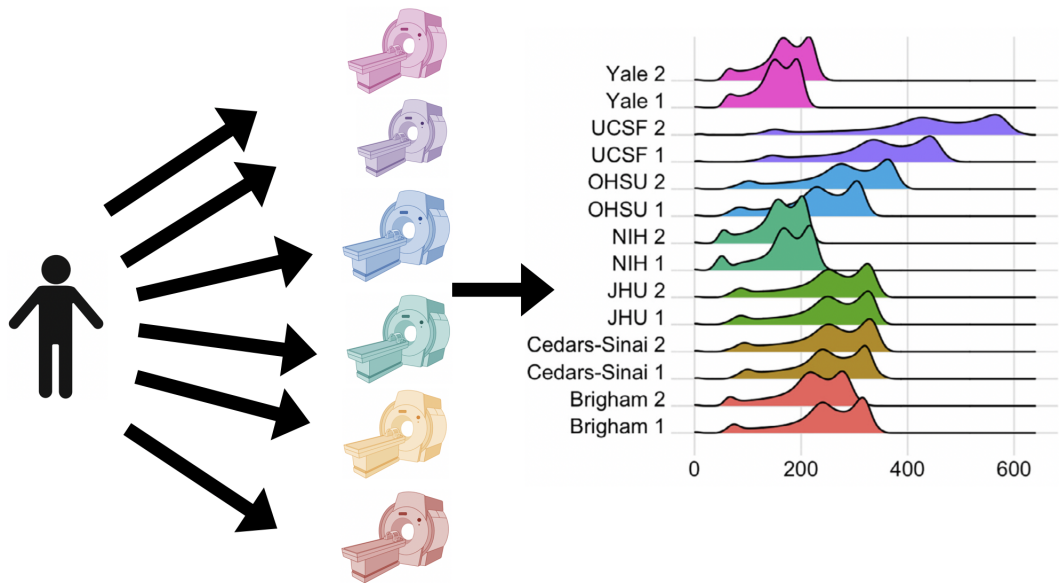 Yale 2
Yale 1
UCSF 2
UCSF 1
OHSU 2
OHSU 1
NIH 2
NIH 1
JHU 2
JHU 1
Cedars-Sinai 2
Cedars-Sinai 1
Brigham 2
Brigham 1
0 200 400 600